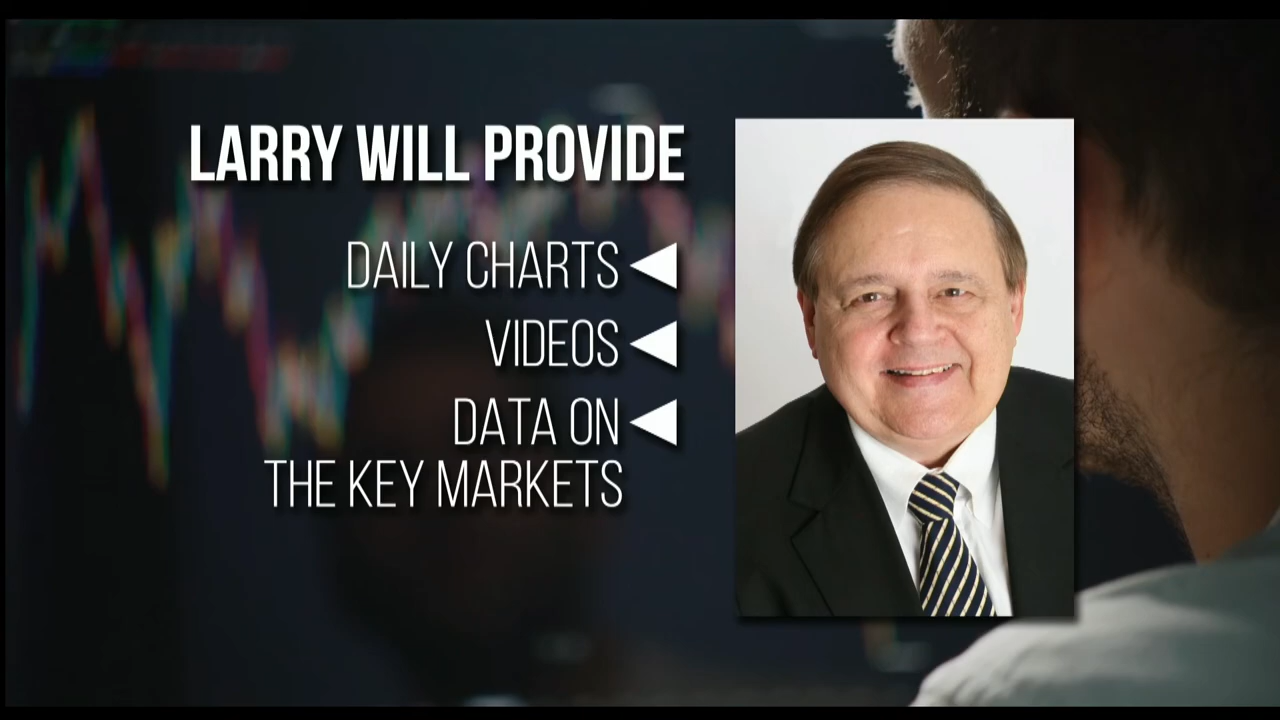 LARRY WILL PROVIDE
DAILY CHARTS
VIDEOS
DATA ON
THE KEY MARKETS